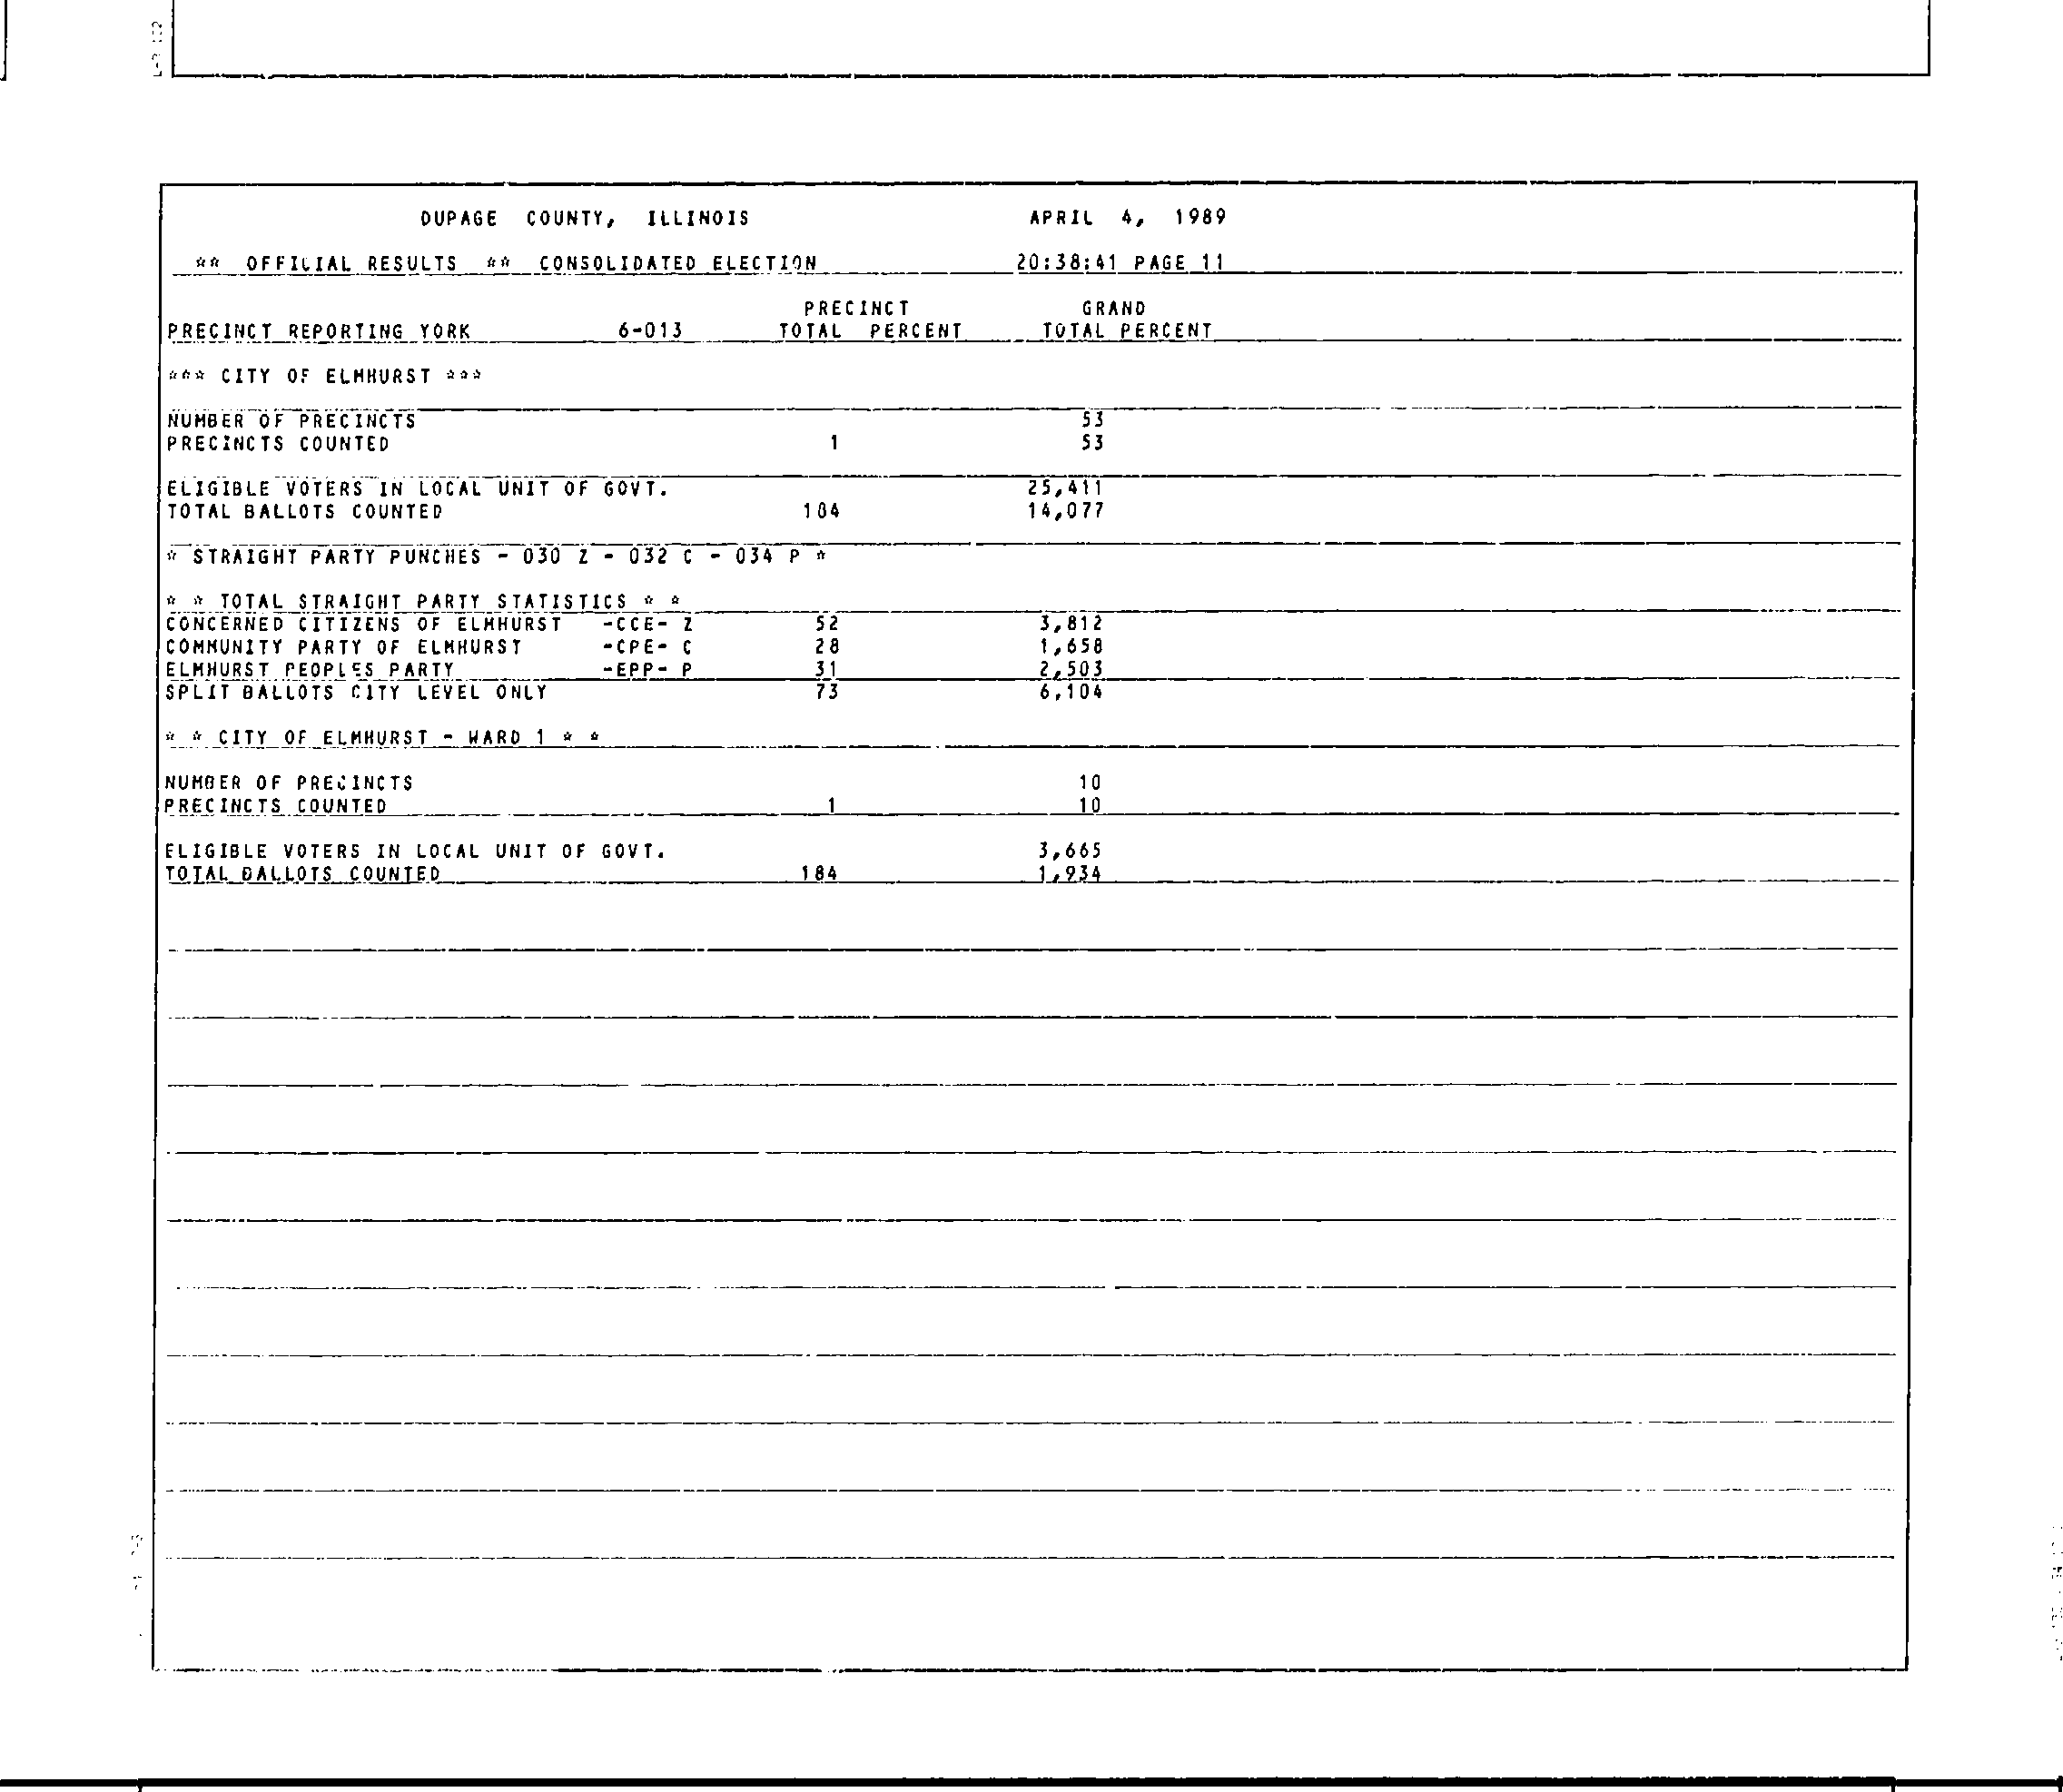 DUPAGE COUNTY, ILLINOIS APRIL 4, 1989
** OFFICIAL RESULTS ** CONSOLIDATED ELECTION 20:38:41 PAGE 11
PRECINCT GRAND
PRECINCT REPORTING YORK 6-013 TOTAL PERCENT TOTAL PERCENT
*** CITY OF ELMHURST ***
NUMBER OF PRECINCTS 53
PRECINCTS COUNTED 1 53
ELIGIBLE VOTERS IN LOCAL UNIT OF GOVT. 25,411
TOTAL BALLOTS COUNTED 184 14,077
* STRAIGHT PARTY PUNCHES - 030 Z - 032 C - 034 P *
* * TOTAL STRAIGHT PARTY STATISTICS * *
CONCERNED CITIZENS OF ELMHURST -CCE- Z 52 3,812
COMMUNITY PARTY OF ELMHURST -CPE- C 28 1,658
ELMHURST PEOPLES PARTY -EPP- P 31 2,503
SPLIT BALLOTS CITY LEVEL ONLY 73 6,104
* * CITY OF ELMHURST - WARD 1 * *
NUMBER OF PRECINCTS 10
PRECINCTS COUNTED 1 10
ELIGIBLE VOTERS IN LOCAL UNIT OF GOVT. 3,665
TOTAL BALLOTS COUNTED 184 1,934